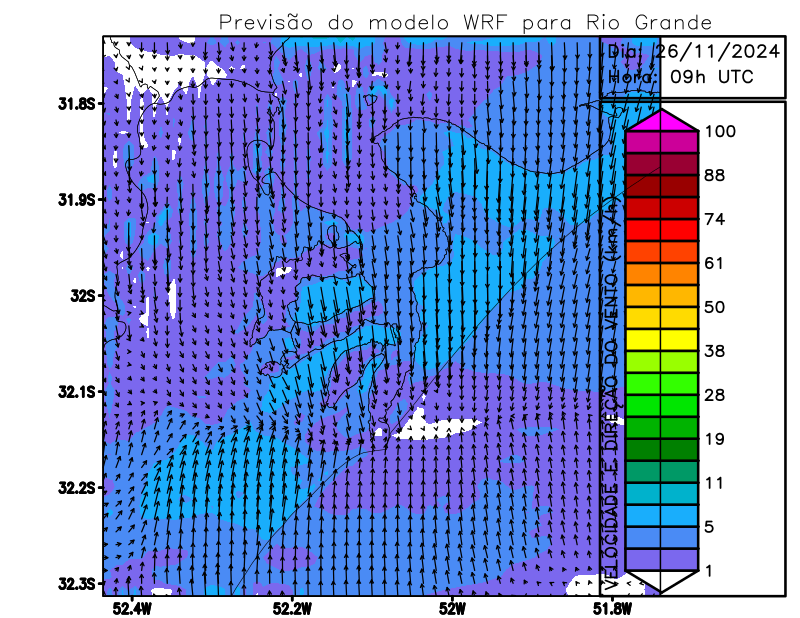 Previsão do modelo WRF para Rio Grande
Dia: 26/11/2024
Hora: 09h UTC
31.8S
31.9S
32S
32.1S
32.2S
32.3S
52.4W
52.2W
52W
51.8W
VELOCIDADE E DIREÇÃO DO VENTO (km/h)
100
88
74
61
50
38
28
19
11
5
1